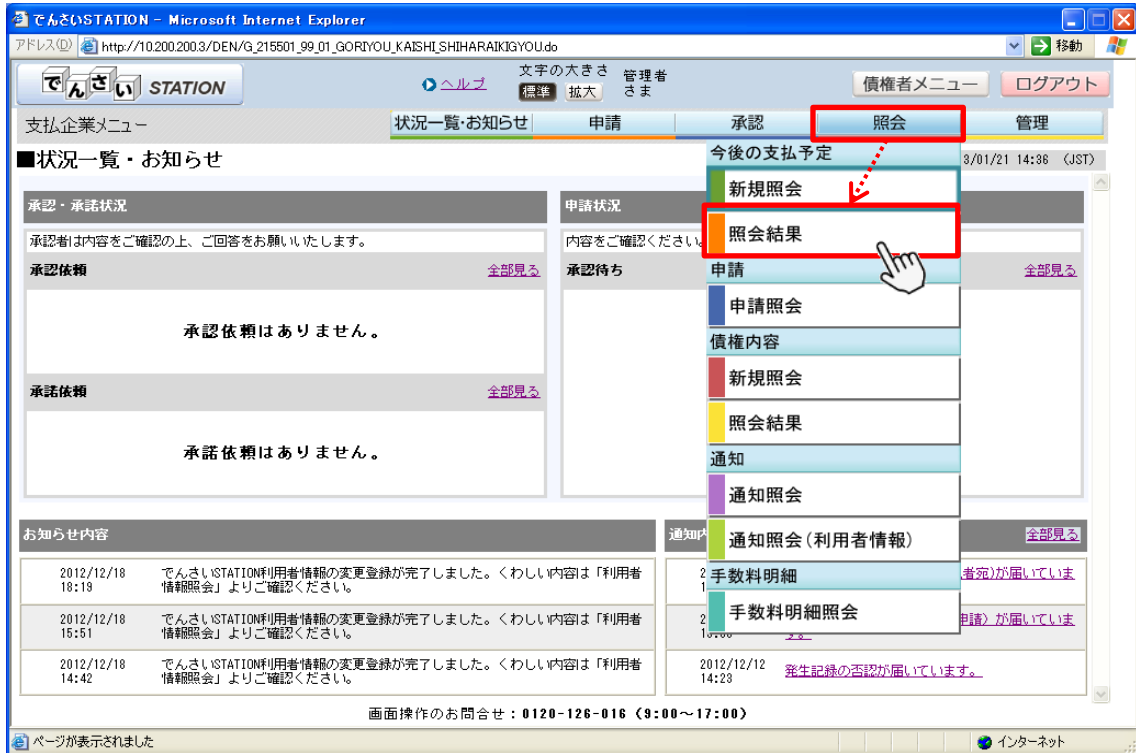 でんさいSTATION - Microsoft Internet Explorer
アドレス(D) http://10.200.200.3/DEN/G_215501_99_01_GORIYOU_KAISHI_SHIHARAIKIGYOU.do 移動
でんさい STATION
ヘルプ
文字の大きさ
標準 拡大
管理者
さま
債権者メニュー
ログアウト
支払企業メニュー
状況一覧・お知らせ 申請 承認 照会 管理
■状況一覧・お知らせ
3/01/21 14:36 (JST)
承認・承諾状況
承認者は内容をご確認の上、ご回答をお願いいたします。
承認依頼 全部見る
承認依頼はありません。
承諾依頼 全部見る
承諾依頼はありません。
申請状況
内容をご確認ください。
承認待ち 全部見る
今後の支払予定
新規照会
照会結果
申請
申請照会
債権内容
新規照会
照会結果
通知
通知照会
通知照会(利用者情報)
手数料明細
手数料明細照会
お知らせ内容
2012/12/18
18:19
でんさいSTATION利用者情報の変更登録が完了しました。くわしい内容は「利用者
情報照会」よりご確認ください。
2012/12/18
15:51
でんさいSTATION利用者情報の変更登録が完了しました。くわしい内容は「利用者
情報照会」よりご確認ください。
2012/12/18
14:42
でんさいSTATION利用者情報の変更登録が完了しました。くわしい内容は「利用者
情報照会」よりご確認ください。
通知内 全部見る
者宛)が届いていま
申請)が届いていま
す。
2012/12/12
14:23
発生記録の否認が届いています。
画面操作のお問合せ:0120-126-016 (9:00~17:00)
ページが表示されました
インターネット